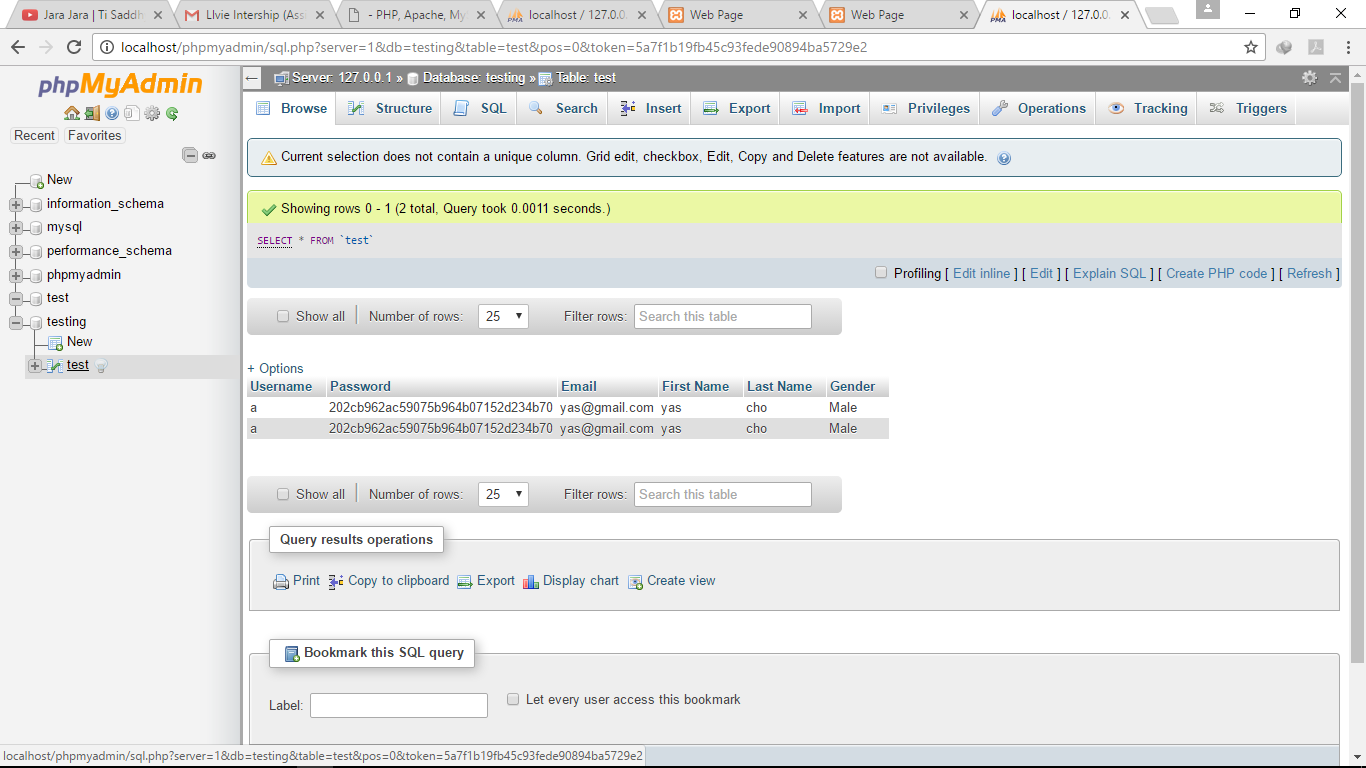 Jara Jara | Ti Saddh
LIvie Intership (Ass
- PHP, Apache, My
localhost / 127.0.0.
Web Page
Web Page
localhost / 127.0.0.
localhost/phpmyadmin/sql.php?server=1&db=testing&table=test&pos=0&token=5a7f1b19fb45c93fede90894ba5729e2
phpMyAdmin
Recent Favorites
New
information_schema
mysql
performance_schema
phpmyadmin
test
testing
New
test
Server: 127.0.0.1 » Database: testing » Table: test
Browse Structure SQL Search Insert Export Import Privileges Operations Tracking Triggers
Current selection does not contain a unique column. Grid edit, checkbox, Edit, Copy and Delete features are not available.
Showing rows 0 - 1 (2 total, Query took 0.0011 seconds.)
SELECT * FROM `test`
Profiling [ Edit inline ] [ Edit ] [ Explain SQL ] [ Create PHP code ] [ Refresh ]
Show all Number of rows: 25 Filter rows: Search this table
+ Options
Username Password Email First Name Last Name Gender
a 202cb962ac59075b964b07152d234b70 yas@gmail.com yas cho Male
a 202cb962ac59075b964b07152d234b70 yas@gmail.com yas cho Male
Show all Number of rows: 25 Filter rows: Search this table
Query results operations
Print Copy to clipboard Export Display chart Create view
Bookmark this SQL query
Label: Let every user access this bookmark
localhost/phpmyadmin/sql.php?server=1&db=testing&table=test&pos=0&token=5a7f1b19fb45c93fede90894ba5729e2